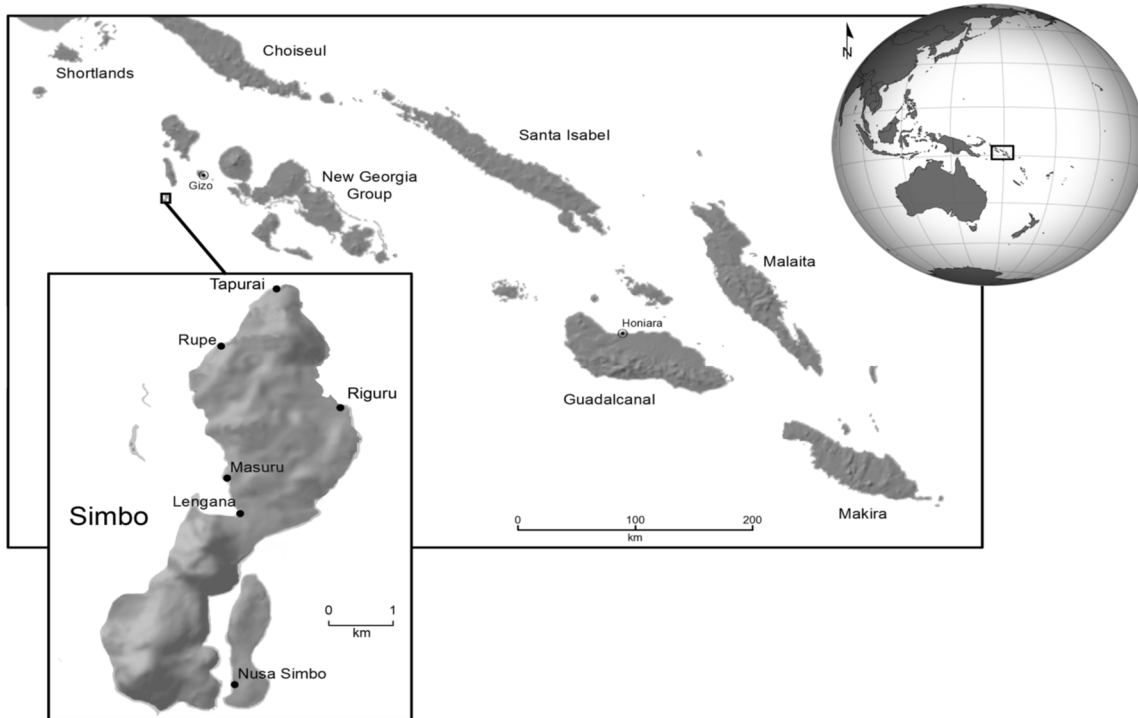 Choiseul
Shortlands
N
Santa Isabel
Gizo
New Georgia
Group
Malaita
Honiara
Guadalcanal
Makira
0 100 200
km
Tapurai
Rupe
Riguru
Masuru
Lengana
Simbo
0 1
km
Nusa Simbo